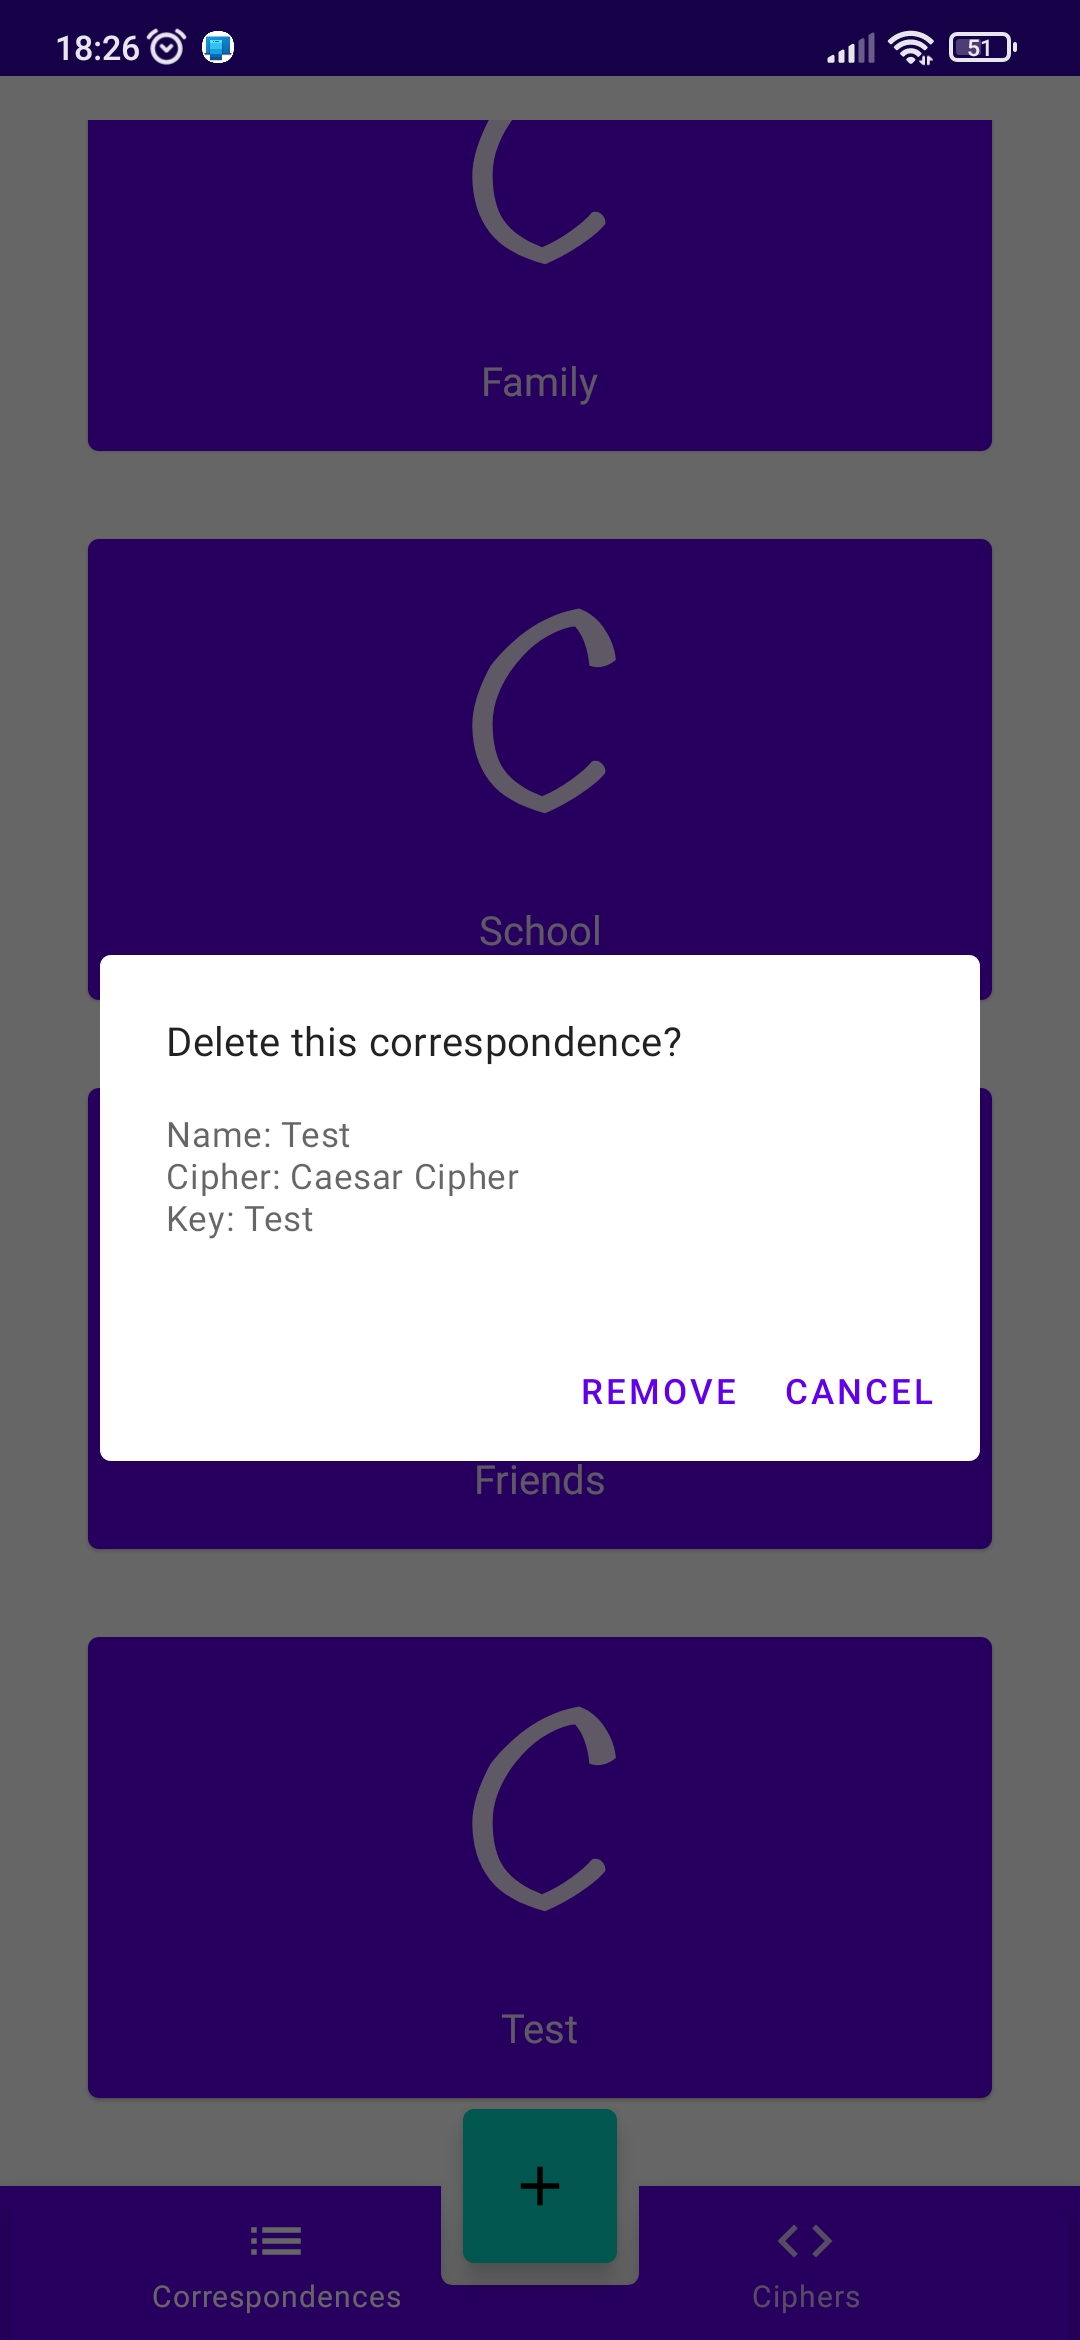 18:26
51
Family
School
Delete this correspondence?
Name: Test
Cipher: Caesar Cipher
Key: Test
REMOVE CANCEL
Friends
Test
Correspondences
Ciphers